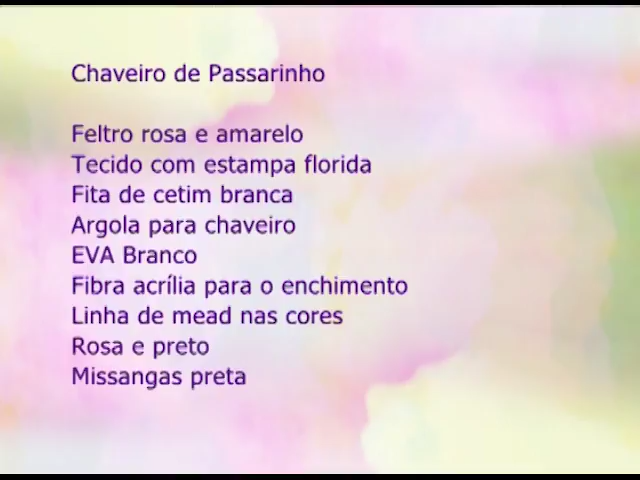 Chaveiro de Passarinho
Feltro rosa e amarelo
Tecido com estampa florida
Fita de cetim branca
Argola para chaveiro
EVA Branco
Fibra acrília para o enchimento
Linha de mead nas cores
Rosa e preto
Missangas preta